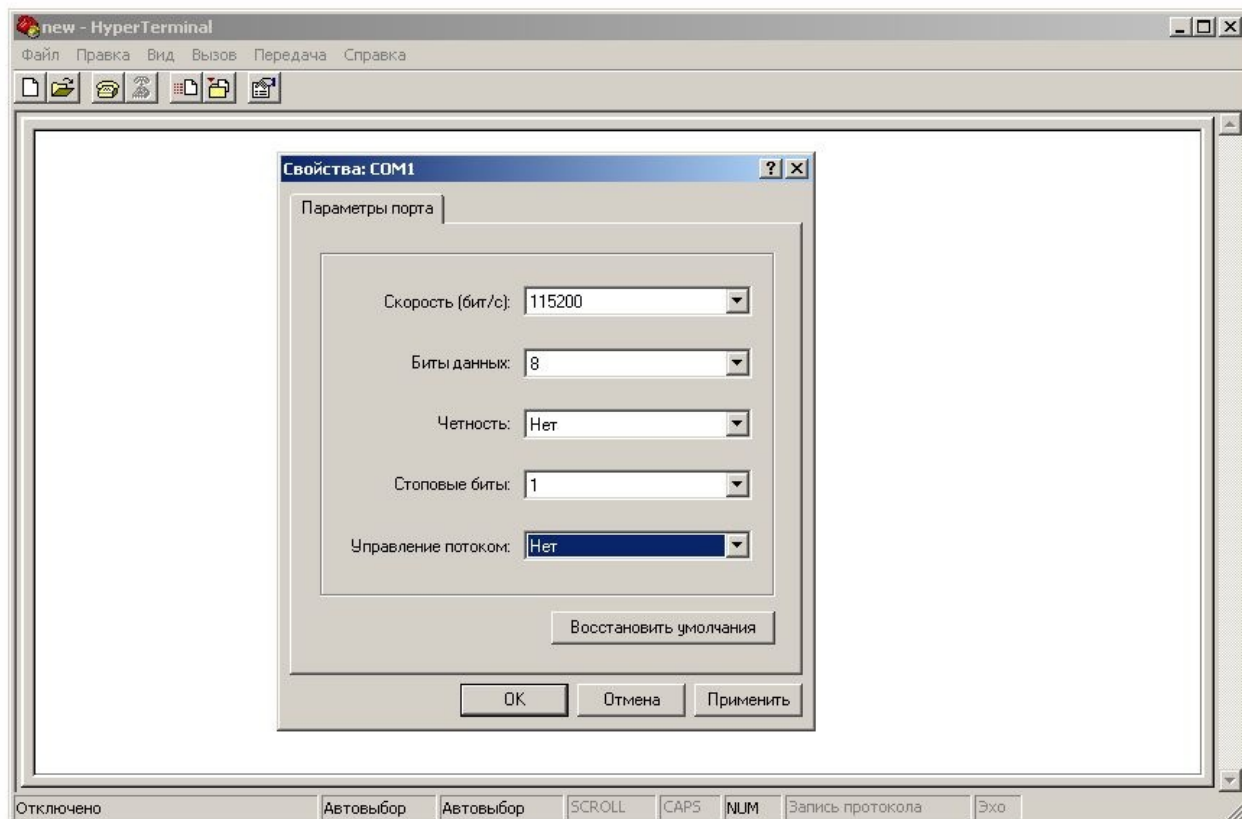 new - HyperTerminal
Файл Правка Вид Вызов Передача Справка
Свойства: COM1
Параметры порта
Скорость (бит/с): 115200
Биты данных: 8
Четность: Нет
Стоповые биты: 1
Управление потоком: Нет
Восстановить умолчания
OK Отмена Применить
Отключено Автовыбор Автовыбор SCROLL CAPS NUM Запись протокола Эхо